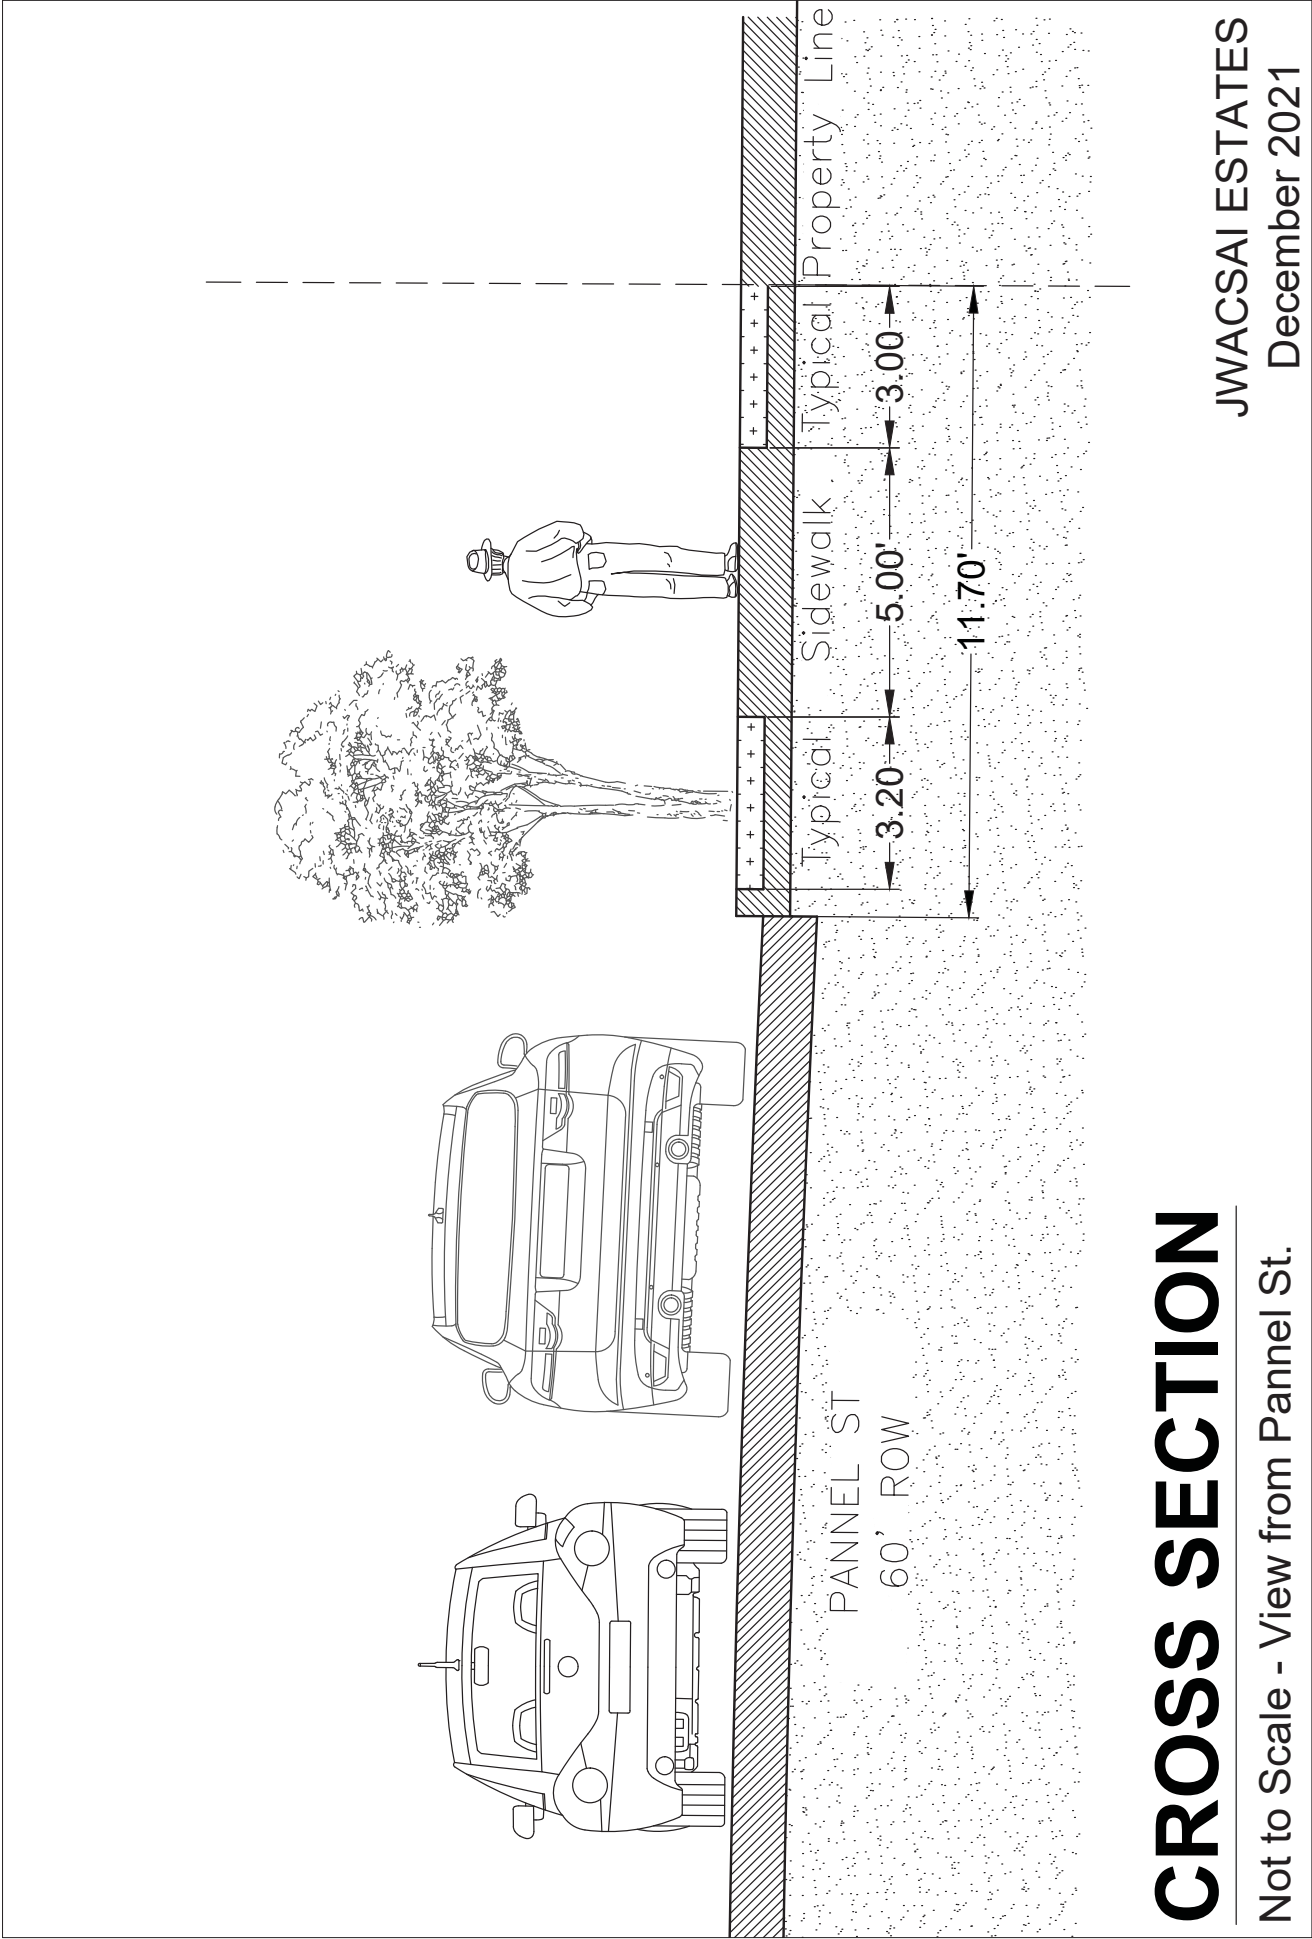 Typical
Sidewalk
Typical
Property Line
3.20
5.00'
3.00
11.70'
PANNEL ST
60' ROW
CROSS SECTION
Not to Scale - View from Pannel St.
JWACSAI ESTATES
December 2021